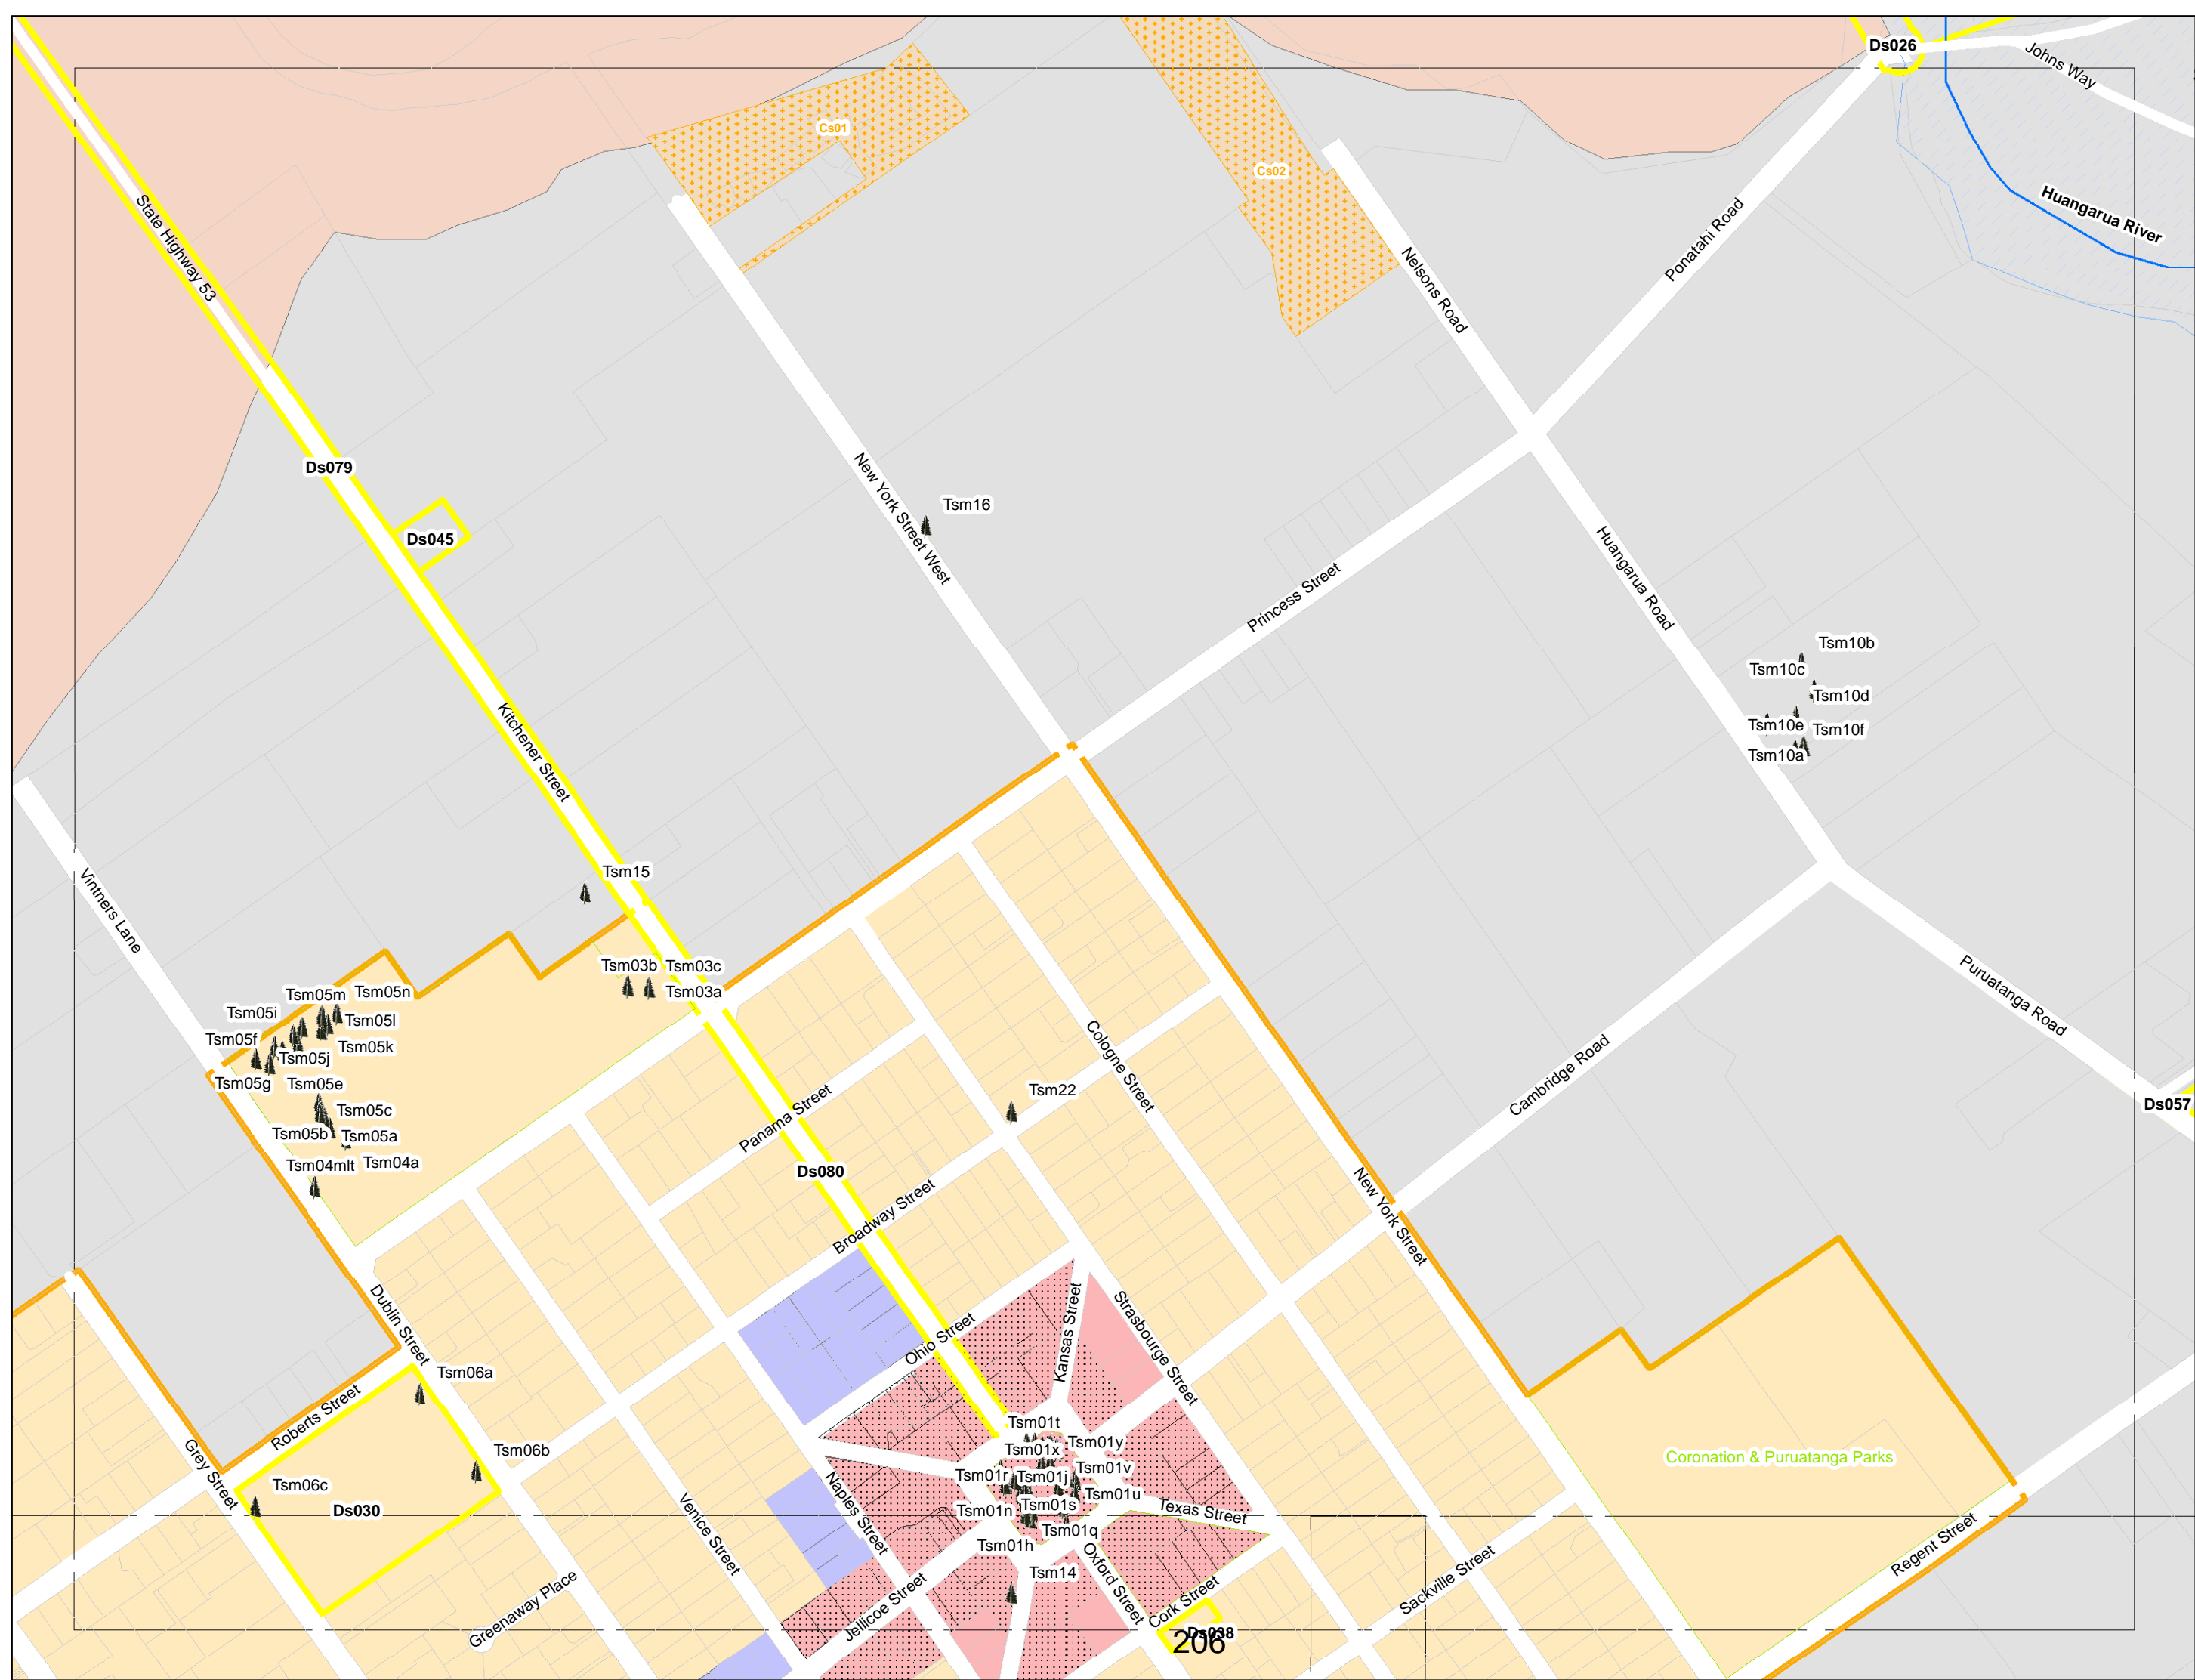 Ds026
Johns Way
Cs01
Cs02
State Highway 53
Huangarua River
Ponatahi Road
Nelsons Road
Ds079
Ds045
New York Street West
Tsm16
Princess Street
Huangarua Road
Tsm10b
Tsm10c
Tsm10d
Tsm10e
Tsm10f
Tsm10a
Kitchener Street
Tsm15
Vintners Lane
Tsm03b
Tsm03c
Tsm03a
Puruatanga Road
Tsm05m
Tsm05n
Tsm05i
Tsm05l
Tsm05f
Tsm05k
Tsm05j
Tsm05g
Tsm05e
Tsm05c
Tsm05b
Tsm05a
Tsm04mlt
Tsm04a
Cologne Street
Cambridge Road
Tsm22
Panama Street
Ds057
Ds080
Broadway Street
New York Street
Dublin Street
Ohio Street
Kansas Street
Strasbourge Street
Tsm06a
Roberts Street
Grey Street
Tsm06b
Tsm06c
Ds030
Tsm01t
Tsm01x
Tsm01y
Tsm01r
Tsm01j
Tsm01v
Tsm01n
Tsm01s
Tsm01u
Tsm01q
Tsm01h
Texas Street
Coronation & Puruatanga Parks
Naples Street
Venice Street
Tsm14
Oxford Street
Regent Street
Sackville Street
Cork Street
Jellicoe Street
Greenaway Place
Ds038
206